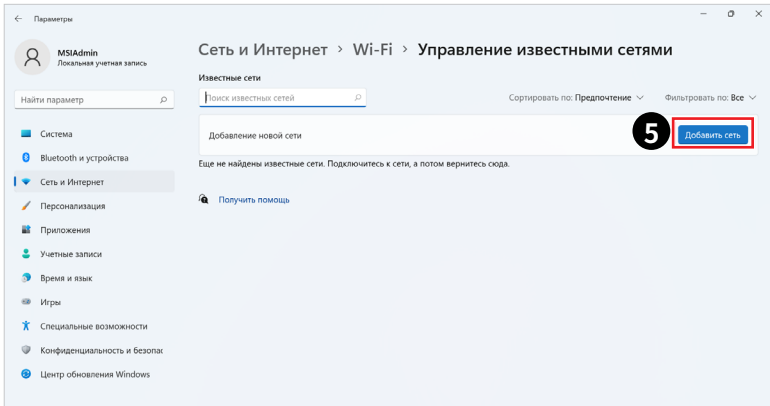 Параметры
MSIAdmin
Локальная учетная запись
Найти параметр
Система
Bluetooth и устройства
Сеть и Интернет
Персонализация
Приложения
Учетные записи
Время и язык
Игры
Специальные возможности
Конфиденциальность и безопас
Центр обновления Windows
Сеть и Интернет > Wi-Fi > Управление известными сетями
Известные сети
Поиск известных сетей
Сортировать по: Предпочтение
Фильтровать по: Все
Добавление новой сети
5
Добавить сеть
Еще не найдены известные сети. Подключитесь к сети, а потом вернитесь сюда.
Получить помощь